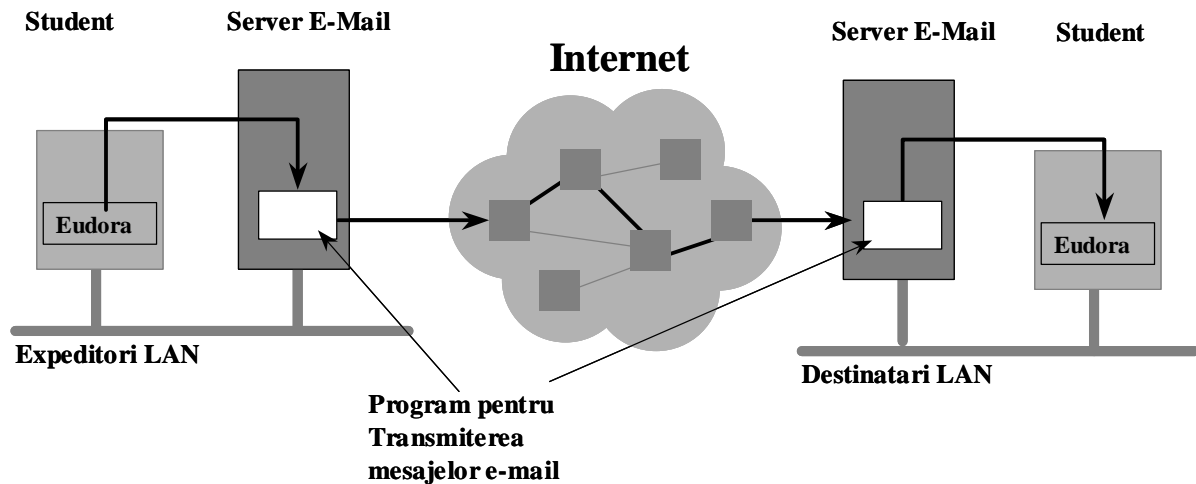 Student
Server E-Mail
Internet
Server E-Mail
Student
Eudora
Eudora
Expeditori LAN
Destinatari LAN
Program pentru
Transmiterea
mesajelor e-mail